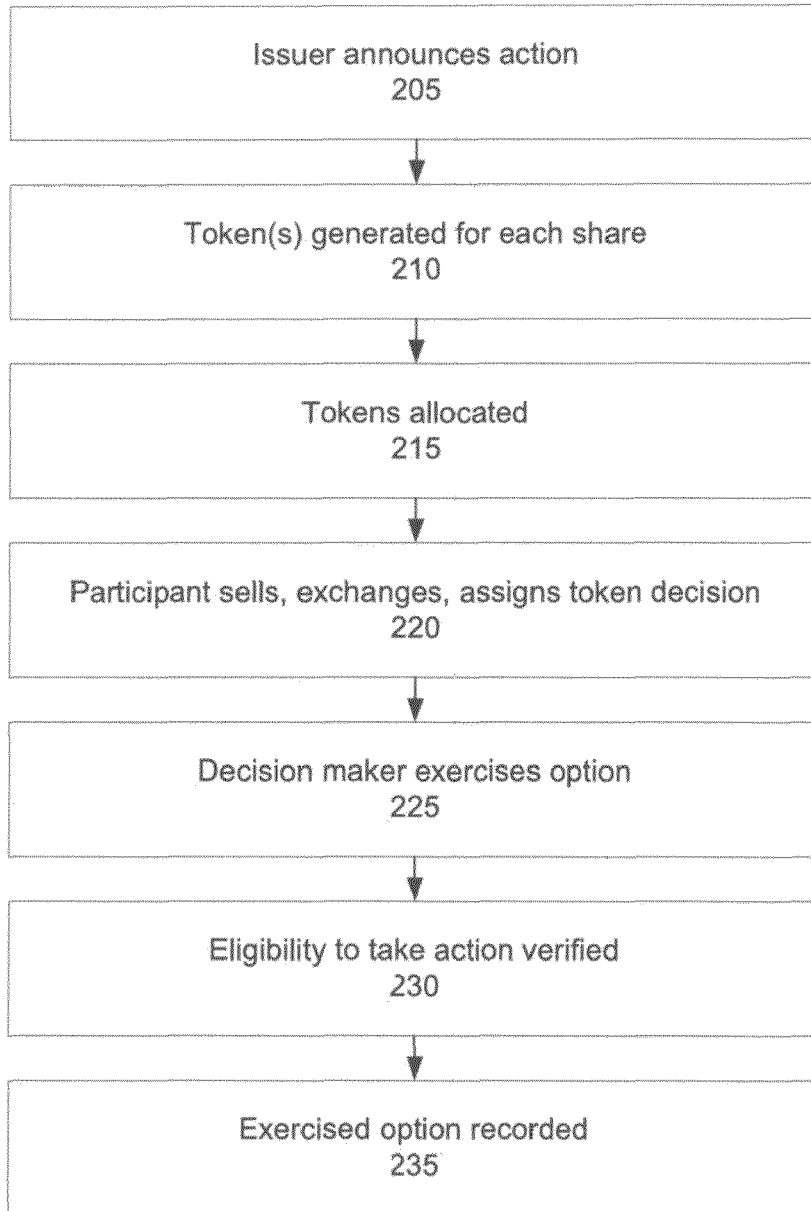 Issuer announces action
205
Token(s) generated for each share
210
Tokens allocated
215
Participant sells, exchanges, assigns token decision
220
Decision maker exercises option
225
Eligibility to take action verified
230
Exercised option recorded
235